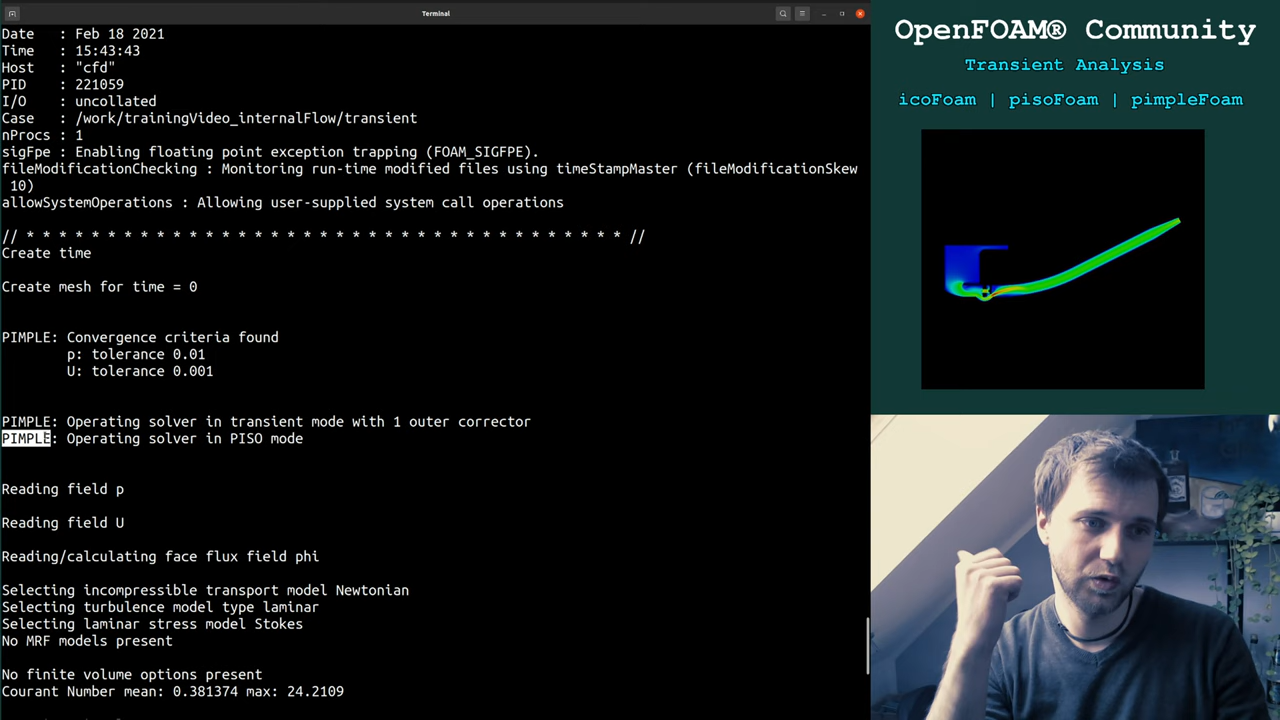 Terminal
Date   : Feb 18 2021
Time   : 15:43:43
Host   : "cfd"
PID    : 221059
I/O    : uncollated
Case   : /work/trainingVideo_internalFlow/transient
nProcs : 1
sigFpe : Enabling floating point exception trapping (FOAM_SIGFPE).
fileModificationChecking : Monitoring run-time modified files using timeStampMaster (fileModificationSkew
 10)
allowSystemOperations : Allowing user-supplied system call operations
// * * * * * * * * * * * * * * * * * * * * * * * * * * * * * * * * * * * * * //
Create time
Create mesh for time = 0
PIMPLE: Convergence criteria found
        p: tolerance 0.01
        U: tolerance 0.001
PIMPLE: Operating solver in transient mode with 1 outer corrector
PIMPLE: Operating solver in PISO mode
Reading field p
Reading field U
Reading/calculating face flux field phi
Selecting incompressible transport model Newtonian
Selecting turbulence model type laminar
Selecting laminar stress model Stokes
No MRF models present
No finite volume options present
Courant Number mean: 0.381374 max: 24.2109
OpenFOAM® Community
Transient Analysis
icoFoam | pisoFoam | pimpleFoam